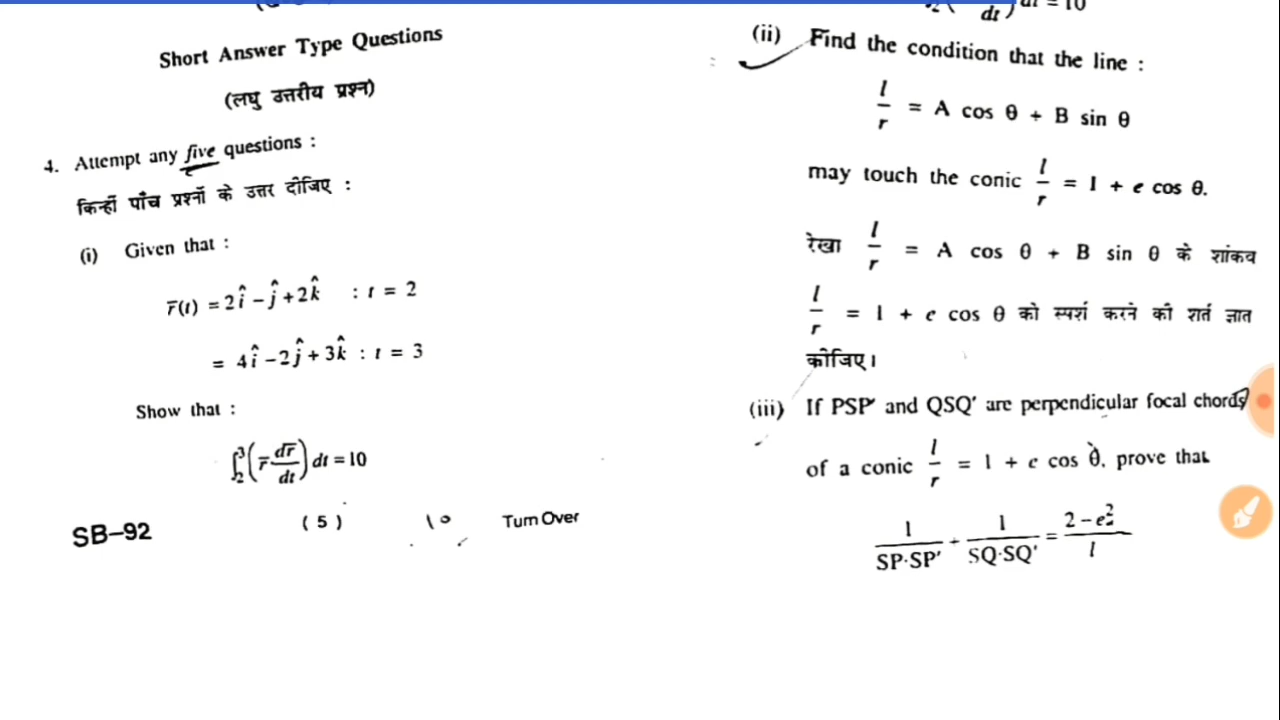 Short Answer Type Questions
(लघु उत्तरीय प्रश्न)
4. Attempt any five questions :
किन्हीं पाँच प्रश्नों के उत्तर दीजिए :
(i) Given that :
r̄(t) = 2î − ĵ + 2k̂ : t = 2
= 4î − 2ĵ + 3k̂ : t = 3
Show that :
∫₂³ (r̄ dr̄/dt) dt = 10
SB–92 ( 5 ) 10 Turn Over
dt) dt = 10
(ii) Find the condition that the line :
l/r = A cos θ + B sin θ
may touch the conic l/r = 1 + e cos θ.
रेखा l/r = A cos θ + B sin θ के शांकव
l/r = 1 + e cos θ को स्पर्श करने की शर्त ज्ञात
कीजिए।
(iii) If PSP′ and QSQ′ are perpendicular focal chords
of a conic l/r = 1 + e cos θ, prove that
1/SP·SP′ + 1/SQ·SQ′ = 2 − e²/l